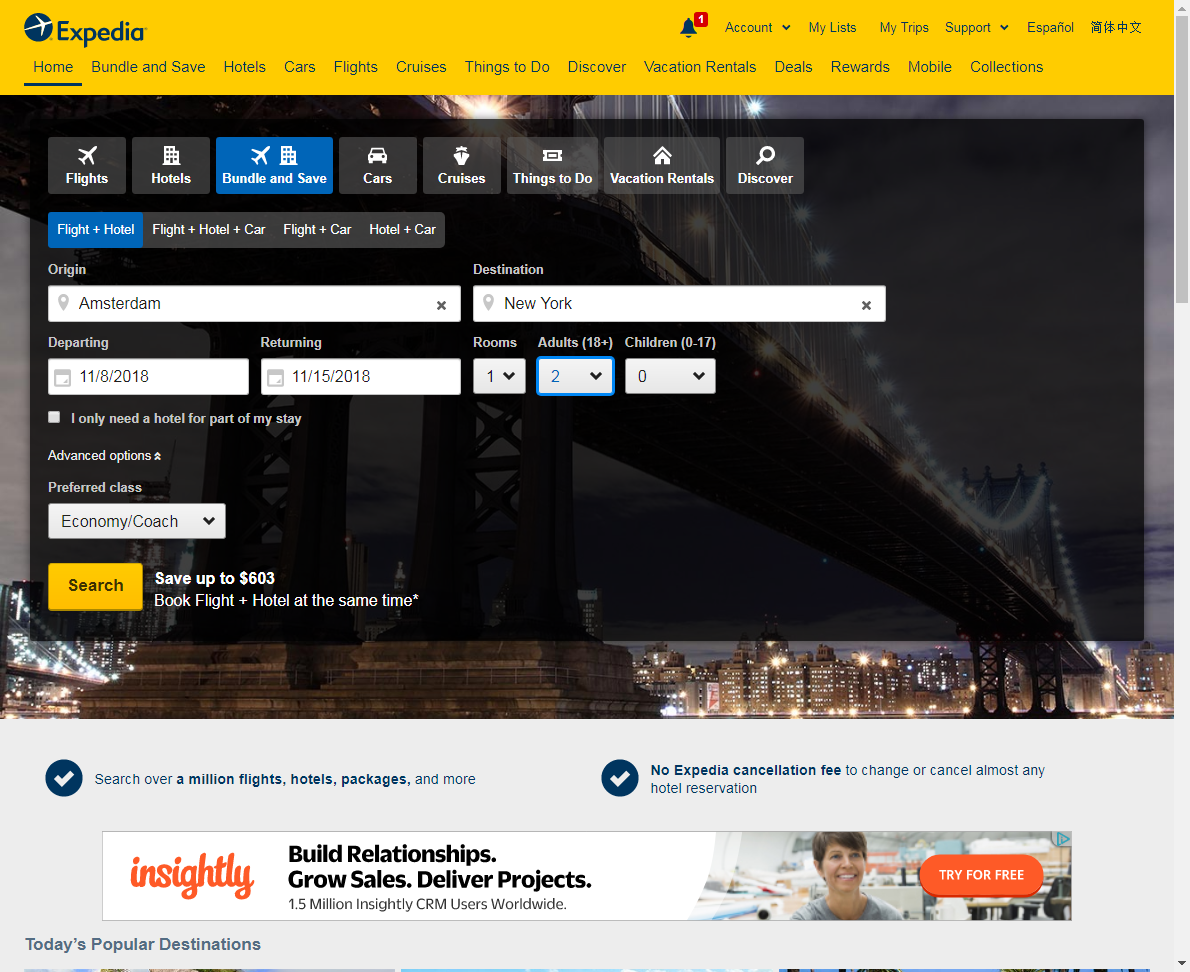 Expedia
1
Account
My Lists
My Trips
Support
Español
简体中文
Home
Bundle and Save
Hotels
Cars
Flights
Cruises
Things to Do
Discover
Vacation Rentals
Deals
Rewards
Mobile
Collections
Flights
Hotels
Bundle and Save
Cars
Cruises
Things to Do
Vacation Rentals
Discover
Flight + Hotel
Flight + Hotel + Car
Flight + Car
Hotel + Car
Origin
Destination
Amsterdam
New York
Departing
Returning
Rooms
Adults (18+)
Children (0-17)
11/8/2018
11/15/2018
1
2
0
I only need a hotel for part of my stay
Advanced options
Preferred class
Economy/Coach
Search
Save up to $603
Book Flight + Hotel at the same time*
Search over a million flights, hotels, packages, and more
No Expedia cancellation fee to change or cancel almost any
hotel reservation
insightly
Build Relationships.
Grow Sales. Deliver Projects.
1.5 Million Insightly CRM Users Worldwide.
TRY FOR FREE
Today’s Popular Destinations